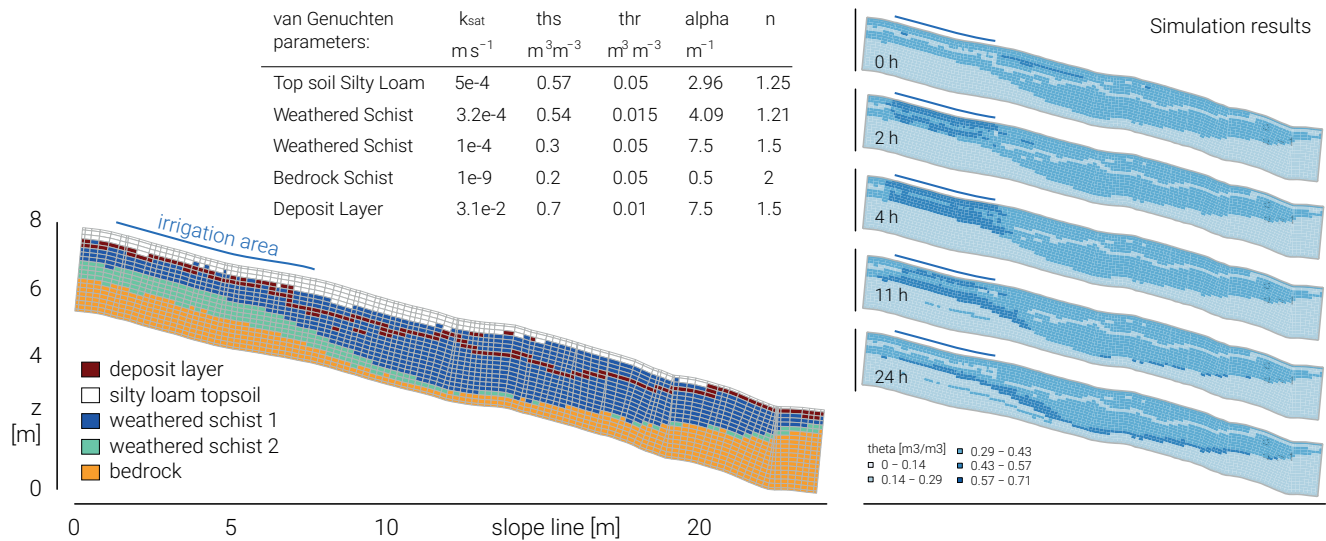 van Genuchten parameters: ksat ths thr alpha n
m s⁻¹ m³m⁻³ m³ m⁻³ m⁻¹
Top soil Silty Loam 5e-4 0.57 0.05 2.96 1.25
Weathered Schist 3.2e-4 0.54 0.015 4.09 1.21
Weathered Schist 1e-4 0.3 0.05 7.5 1.5
Bedrock Schist 1e-9 0.2 0.05 0.5 2
Deposit Layer 3.1e-2 0.7 0.01 7.5 1.5
irrigation area
8
6
4
z
[m]
2
0
deposit layer
silty loam topsoil
weathered schist 1
weathered schist 2
bedrock
0 5 10 slope line [m] 20
Simulation results
0 h
2 h
4 h
11 h
24 h
theta [m3/m3]
0 – 0.14
0.14 – 0.29
0.29 – 0.43
0.43 – 0.57
0.57 – 0.71